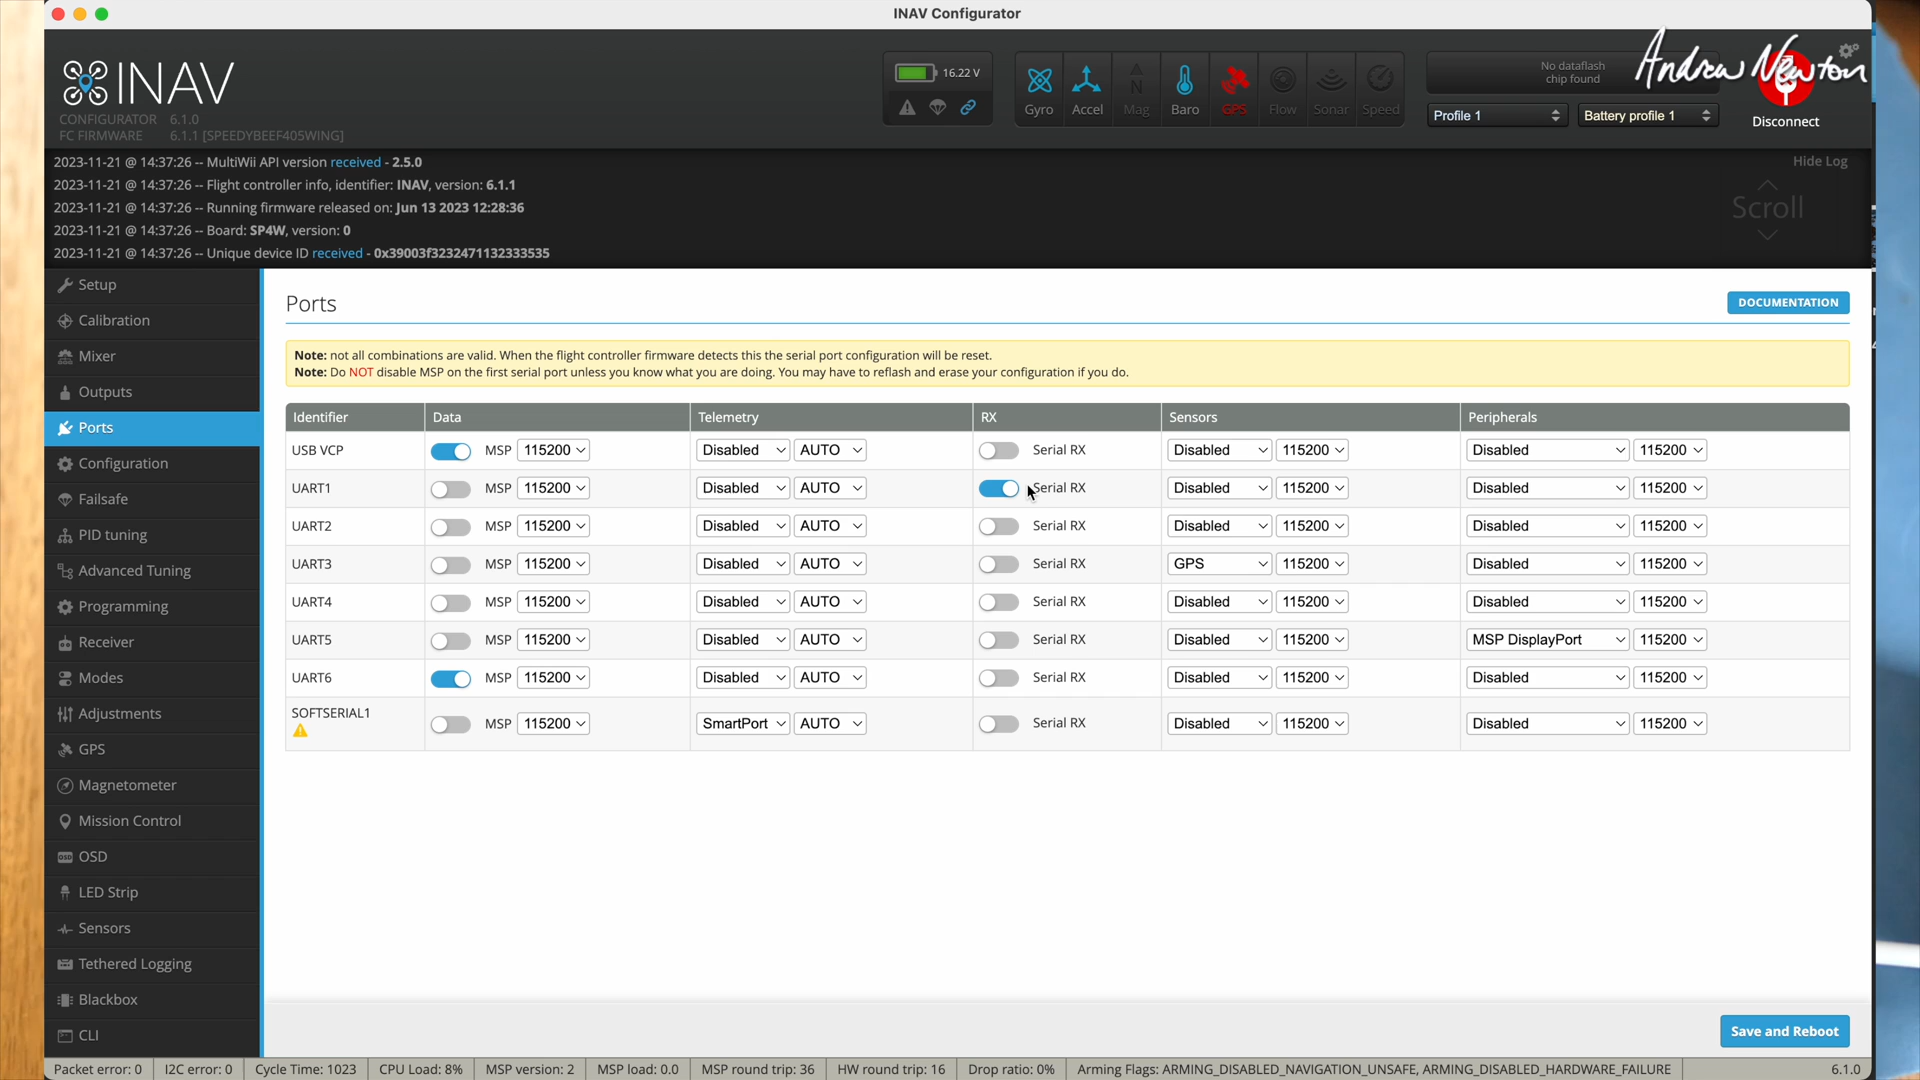 INAV Configurator
Andrew Newton
INAV
CONFIGURATOR 6.1.0
FC FIRMWARE 6.1.1 [SPEEDYBEEF405WING]
16.22 V
Gyro
Accel
Mag
Baro
GPS
Flow
Sonar
Speed
No dataflash
chip found
Profile 1
Battery profile 1
Disconnect
2023-11-21 @ 14:37:26 -- MultiWii API version received - 2.5.0
2023-11-21 @ 14:37:26 -- Flight controller info, identifier: INAV, version: 6.1.1
2023-11-21 @ 14:37:26 -- Running firmware released on: Jun 13 2023 12:28:36
2023-11-21 @ 14:37:26 -- Board: SP4W, version: 0
2023-11-21 @ 14:37:26 -- Unique device ID received - 0x39003f3232471132333535
Hide Log
Scroll
Setup
Calibration
Mixer
Outputs
Ports
Configuration
Failsafe
PID tuning
Advanced Tuning
Programming
Receiver
Modes
Adjustments
GPS
Magnetometer
Mission Control
OSD
LED Strip
Sensors
Tethered Logging
Blackbox
CLI
Ports
DOCUMENTATION
Note: not all combinations are valid. When the flight controller firmware detects this the serial port configuration will be reset.
Note: Do NOT disable MSP on the first serial port unless you know what you are doing. You may have to reflash and erase your configuration if you do.
Identifier Data Telemetry RX Sensors Peripherals
USB VCP MSP 115200 Disabled AUTO Serial RX Disabled 115200 Disabled 115200
UART1 MSP 115200 Disabled AUTO Serial RX Disabled 115200 Disabled 115200
UART2 MSP 115200 Disabled AUTO Serial RX Disabled 115200 Disabled 115200
UART3 MSP 115200 Disabled AUTO Serial RX GPS 115200 Disabled 115200
UART4 MSP 115200 Disabled AUTO Serial RX Disabled 115200 Disabled 115200
UART5 MSP 115200 Disabled AUTO Serial RX Disabled 115200 MSP DisplayPort 115200
UART6 MSP 115200 Disabled AUTO Serial RX Disabled 115200 Disabled 115200
SOFTSERIAL1 MSP 115200 SmartPort AUTO Serial RX Disabled 115200 Disabled 115200
Save and Reboot
Packet error: 0 I2C error: 0 Cycle Time: 1023 CPU Load: 8% MSP version: 2 MSP load: 0.0 MSP round trip: 36 HW round trip: 16 Drop ratio: 0% Arming Flags: ARMING_DISABLED_NAVIGATION_UNSAFE, ARMING_DISABLED_HARDWARE_FAILURE 6.1.0